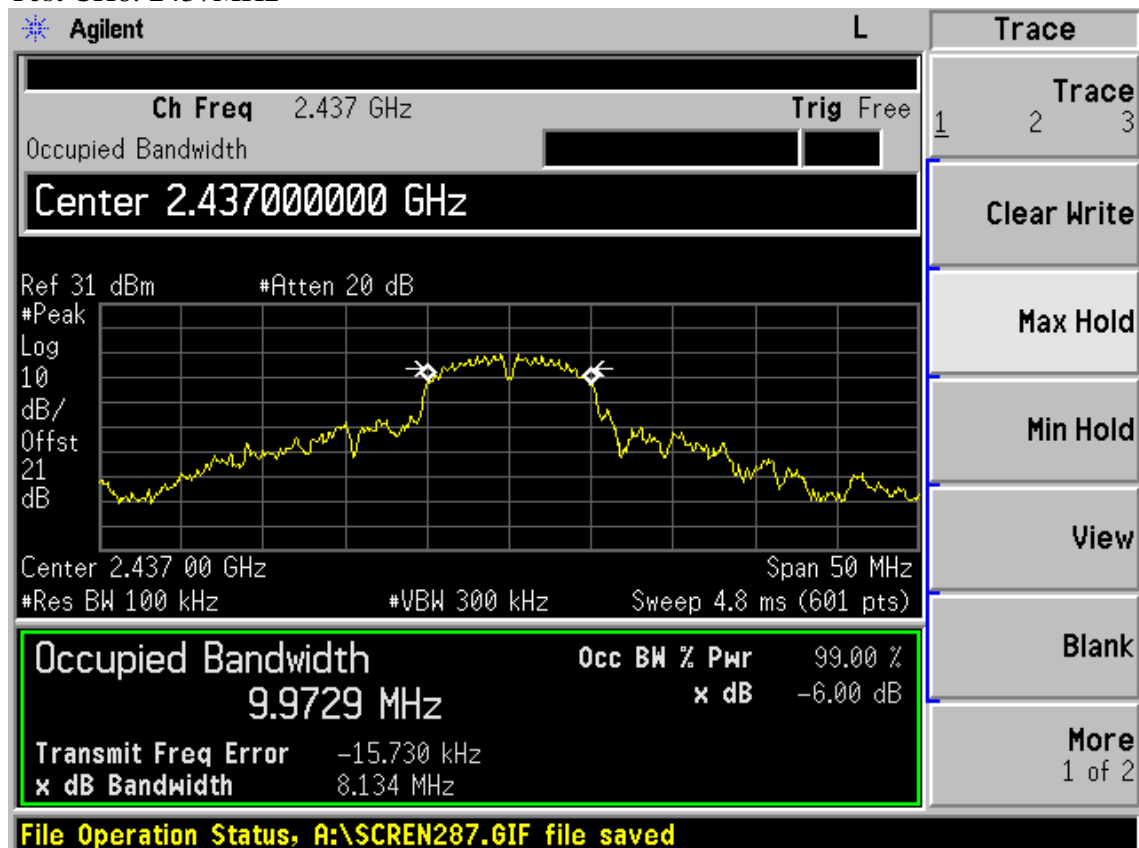 Agilent L Trace
Ch Freq 2.437 GHz Trig Free
Occupied Bandwidth
Center 2.437000000 GHz
Ref 31 dBm #Atten 20 dB
#Peak
Log
10
dB/
Offst
21
dB
Center 2.437 00 GHz Span 50 MHz
#Res BW 100 kHz #VBW 300 kHz Sweep 4.8 ms (601 pts)
Occupied Bandwidth Occ BW % Pwr 99.00 %
9.9729 MHz x dB -6.00 dB
Transmit Freq Error -15.730 kHz
x dB Bandwidth 8.134 MHz
File Operation Status, A:\SCREN287.GIF file saved
Trace
1 2 3
Clear Write
Max Hold
Min Hold
View
Blank
More
1 of 2